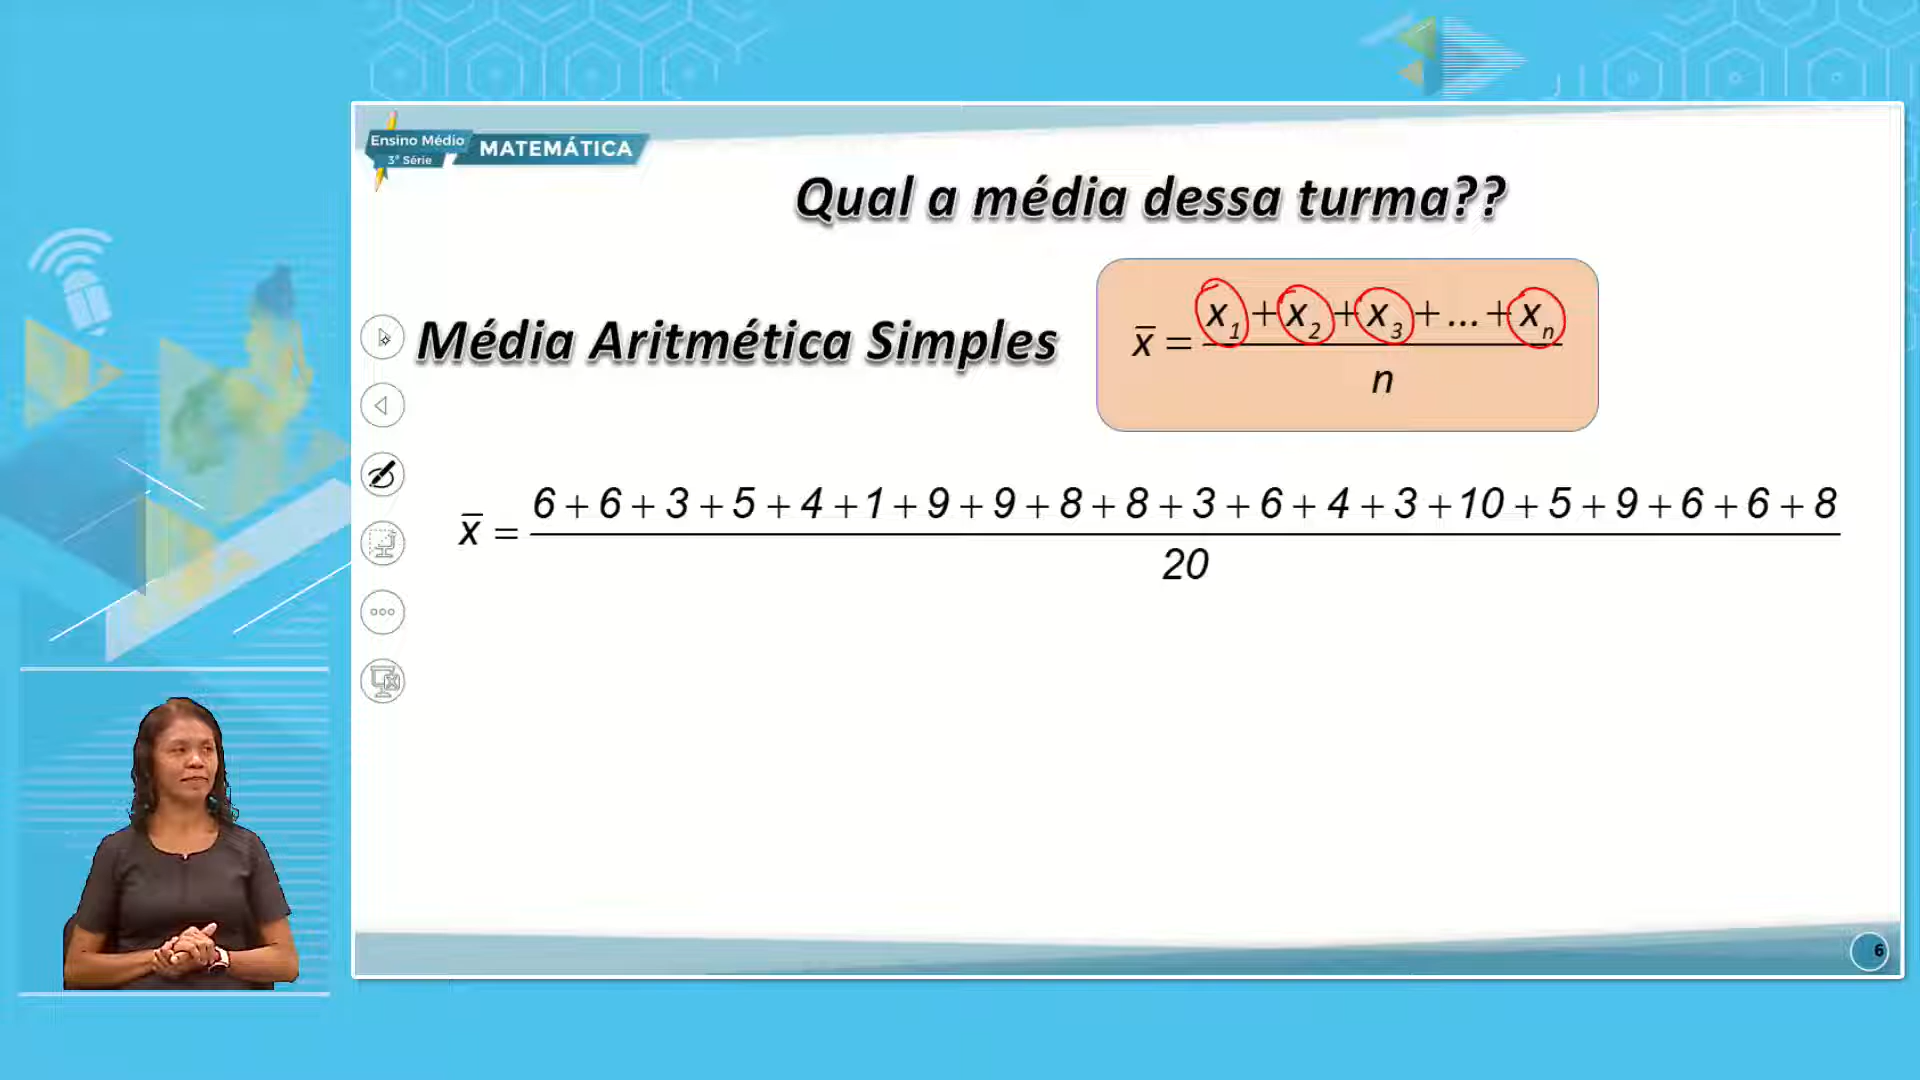 Ensino Médio
3ª Série
MATEMÁTICA
Qual a média dessa turma??
Média Aritmética Simples
x̄ = (x₁ + x₂ + x₃ + ... + xₙ) / n
x̄ = (6 + 6 + 3 + 5 + 4 + 1 + 9 + 9 + 8 + 8 + 3 + 6 + 4 + 3 + 10 + 5 + 9 + 6 + 6 + 8) / 20
6